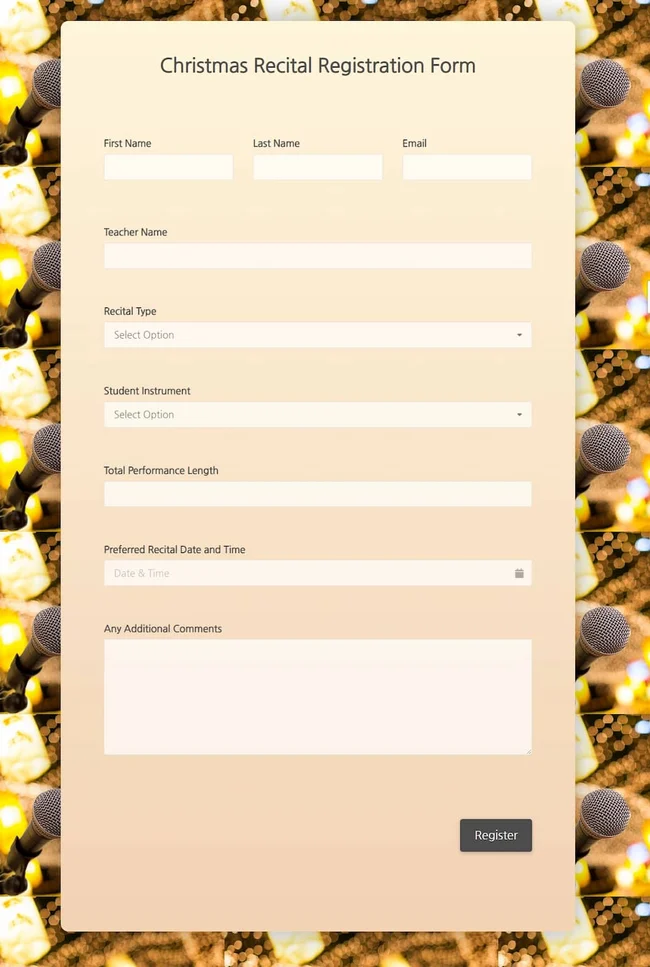 Christmas Recital Registration Form
First Name Last Name Email
Teacher Name
Recital Type
Select Option
Student Instrument
Select Option
Total Performance Length
Preferred Recital Date and Time
Date & Time
Any Additional Comments
Register